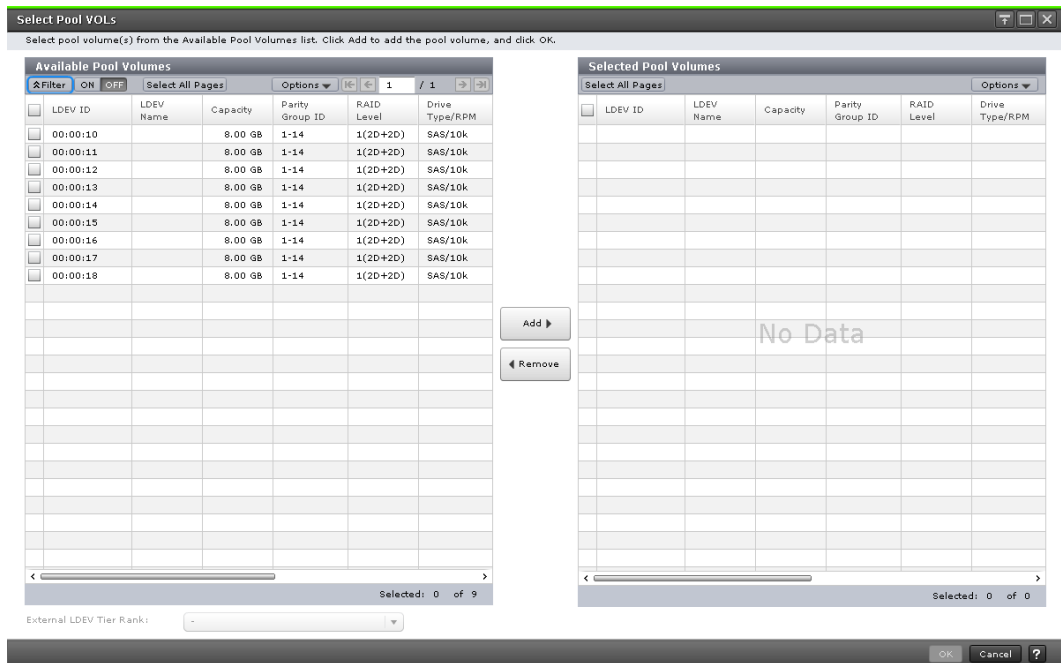 Select Pool VOLs
Select pool volume(s) from the Available Pool Volumes list. Click Add to add the pool volume, and click OK.
Available Pool Volumes
Filter ON OFF Select All Pages Options 1 / 1
LDEV ID LDEV Name Capacity Parity Group ID RAID Level Drive Type/RPM
00:00:10 8.00 GB 1-14 1(2D+2D) SAS/10k
00:00:11 8.00 GB 1-14 1(2D+2D) SAS/10k
00:00:12 8.00 GB 1-14 1(2D+2D) SAS/10k
00:00:13 8.00 GB 1-14 1(2D+2D) SAS/10k
00:00:14 8.00 GB 1-14 1(2D+2D) SAS/10k
00:00:15 8.00 GB 1-14 1(2D+2D) SAS/10k
00:00:16 8.00 GB 1-14 1(2D+2D) SAS/10k
00:00:17 8.00 GB 1-14 1(2D+2D) SAS/10k
00:00:18 8.00 GB 1-14 1(2D+2D) SAS/10k
Selected: 0 of 9
External LDEV Tier Rank: -
Add
Remove
Selected Pool Volumes
Select All Pages Options
LDEV ID LDEV Name Capacity Parity Group ID RAID Level Drive Type/RPM
No Data
Selected: 0 of 0
OK Cancel ?